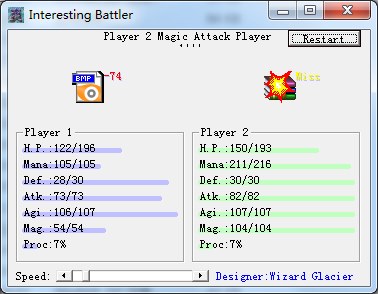 Interesting Battler
Player 2 Magic Attack Player
''''
Restart
BMP
-74
Miss
Player 1
H.P.:122/196
Mana:105/105
Def.:28/30
Atk.:73/73
Agi.:106/107
Mag.:54/54
Proc:7%
Player 2
H.P.:150/193
Mana:211/216
Def.:30/30
Atk.:82/82
Agi.:107/107
Mag.:104/104
Proc:7%
Speed:
Designer:Wizard Glacier